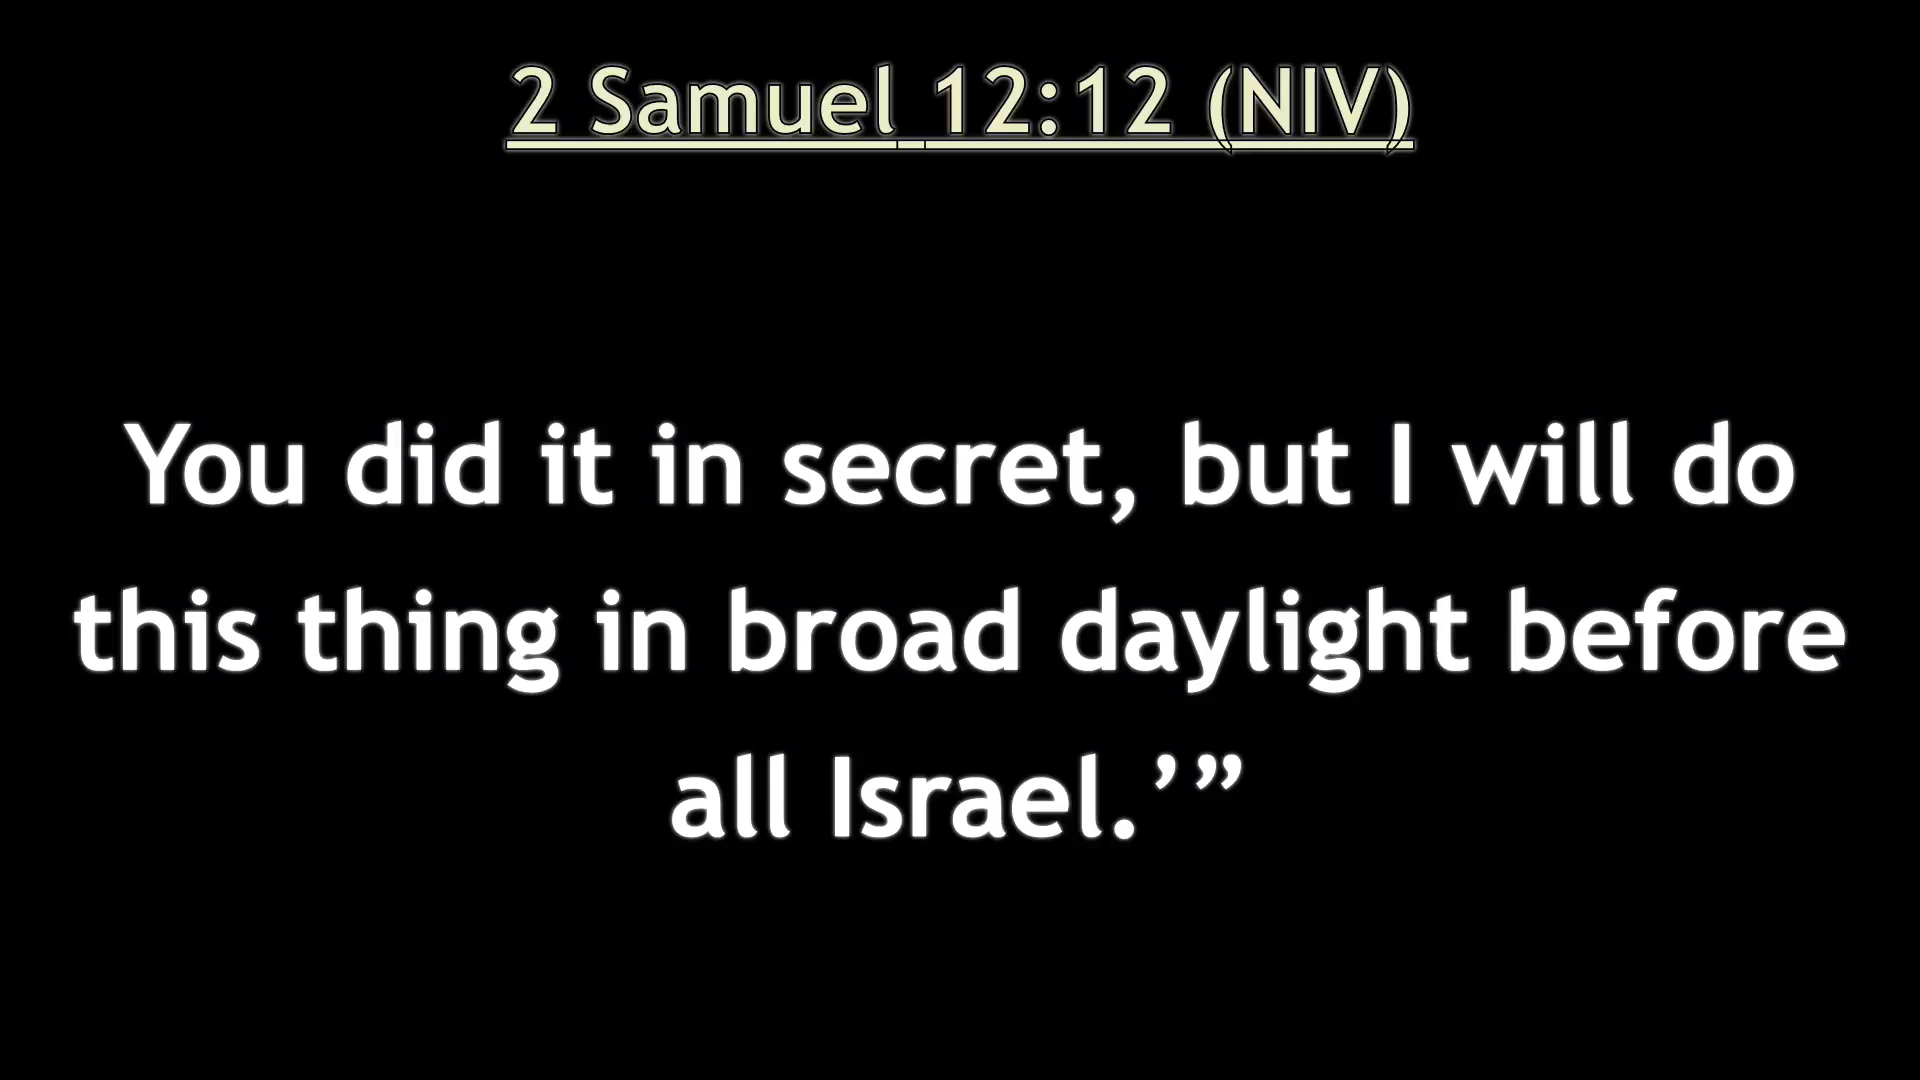 2 Samuel 12:12 (NIV)
You did it in secret, but I will do
this thing in broad daylight before
all Israel.’”